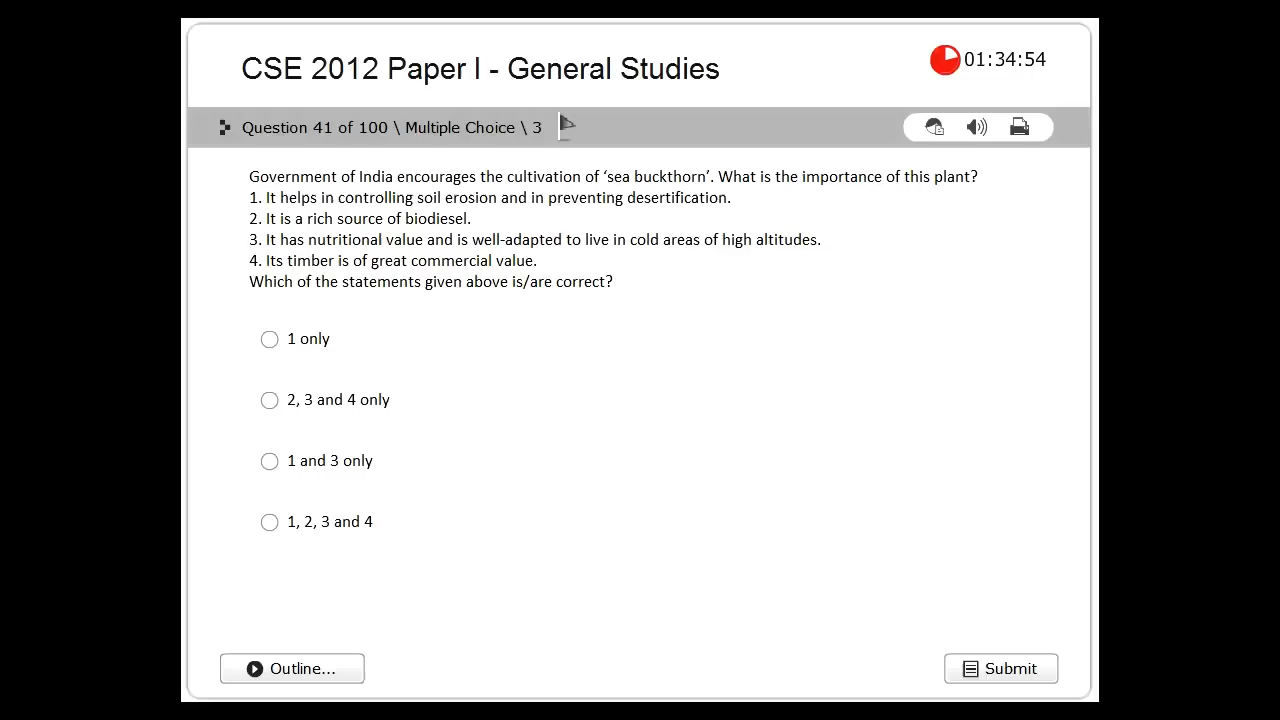 CSE 2012 Paper I - General Studies
01:34:54
Question 41 of 100 \ Multiple Choice \ 3
Government of India encourages the cultivation of ‘sea buckthorn’. What is the importance of this plant?
1. It helps in controlling soil erosion and in preventing desertification.
2. It is a rich source of biodiesel.
3. It has nutritional value and is well-adapted to live in cold areas of high altitudes.
4. Its timber is of great commercial value.
Which of the statements given above is/are correct?
1 only
2, 3 and 4 only
1 and 3 only
1, 2, 3 and 4
Outline...
Submit